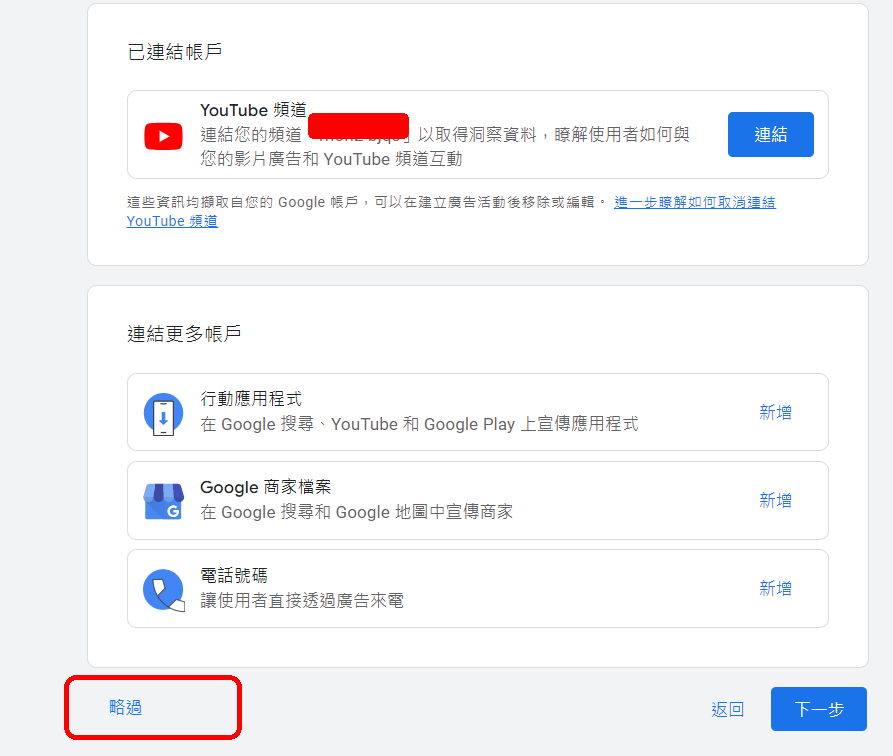 已連結帳戶
YouTube 頻道
連結您的頻道 」以取得洞察資料，瞭解使用者如何與
您的影片廣告和 YouTube 頻道互動
連結
這些資訊均擷取自您的 Google 帳戶，可以在建立廣告活動後移除或編輯。 進一步瞭解如何取消連結
YouTube 頻道
連結更多帳戶
行動應用程式
在 Google 搜尋、YouTube 和 Google Play 上宣傳應用程式
新增
Google 商家檔案
在 Google 搜尋和 Google 地圖中宣傳商家
新增
電話號碼
讓使用者直接透過廣告來電
新增
略過
返回
下一步